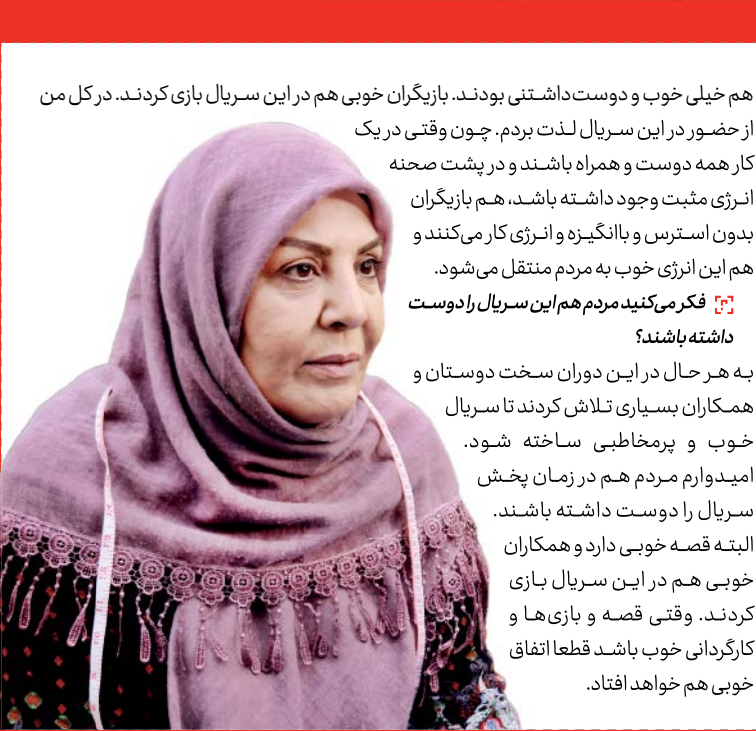 هم خیلی خوب و دوست‌داشتنی بودند. بازیگران خوبی هم در این سریال بازی کردند. در کل من
از حضور در این سریال لذت بردم. چون وقتی در یک
کار همه دوست و همراه باشند و در پشت صحنه
انرژی مثبت وجود داشته باشد، هم بازیگران
بدون استرس و باانگیزه و انرژی کار می‌کنند و
هم این انرژی خوب به مردم منتقل می‌شود.
فکر می‌کنید مردم هم این سریال را دوست
داشته باشند؟
به هر حال در این دوران سخت دوستان و
همکاران بسیاری تلاش کردند تا سریال
خوب و پرمخاطبی ساخته شود.
امیدوارم مردم هم در زمان پخش
سریال را دوست داشته باشند.
البته قصه خوبی دارد و همکاران
خوبی هم در این سریال بازی
کردند. وقتی قصه و بازی‌ها و
کارگردانی خوب باشد قطعا اتفاق
خوبی هم خواهد افتاد.